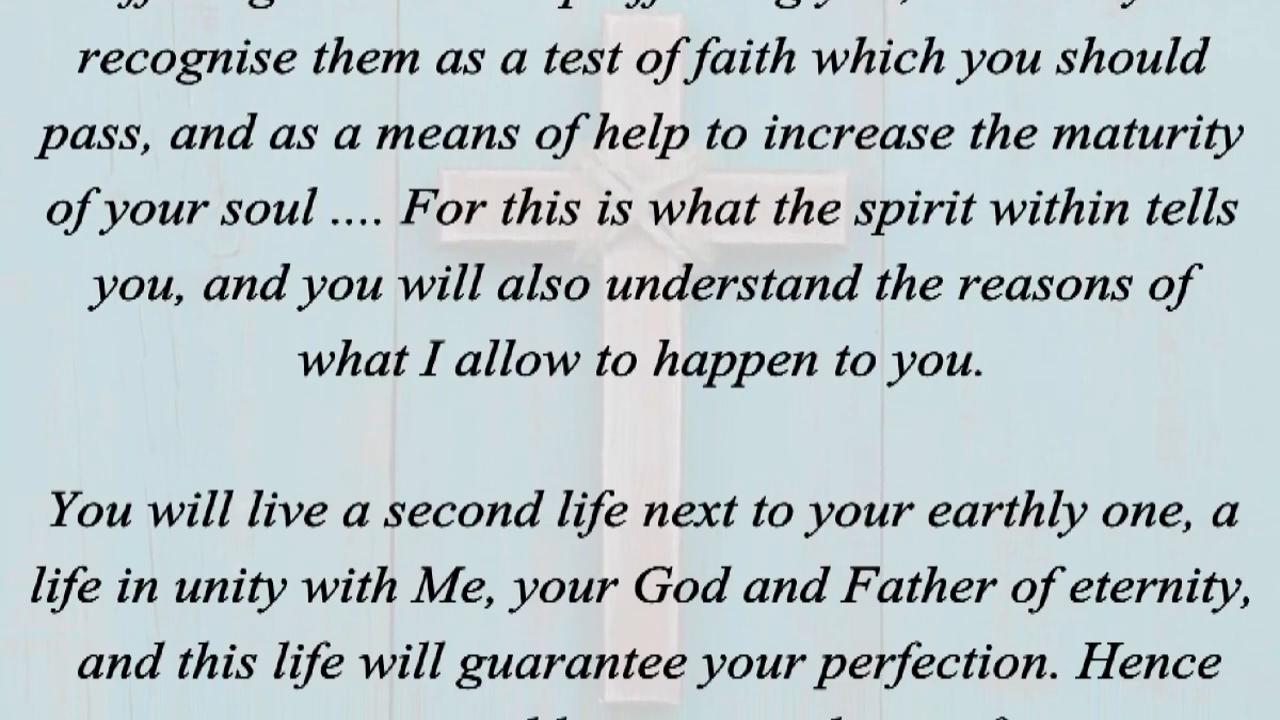 recognise them as a test of faith which you should
pass, and as a means of help to increase the maturity
of your soul .... For this is what the spirit within tells
you, and you will also understand the reasons of
what I allow to happen to you.
You will live a second life next to your earthly one, a
life in unity with Me, your God and Father of eternity,
and this life will guarantee your perfection. Hence